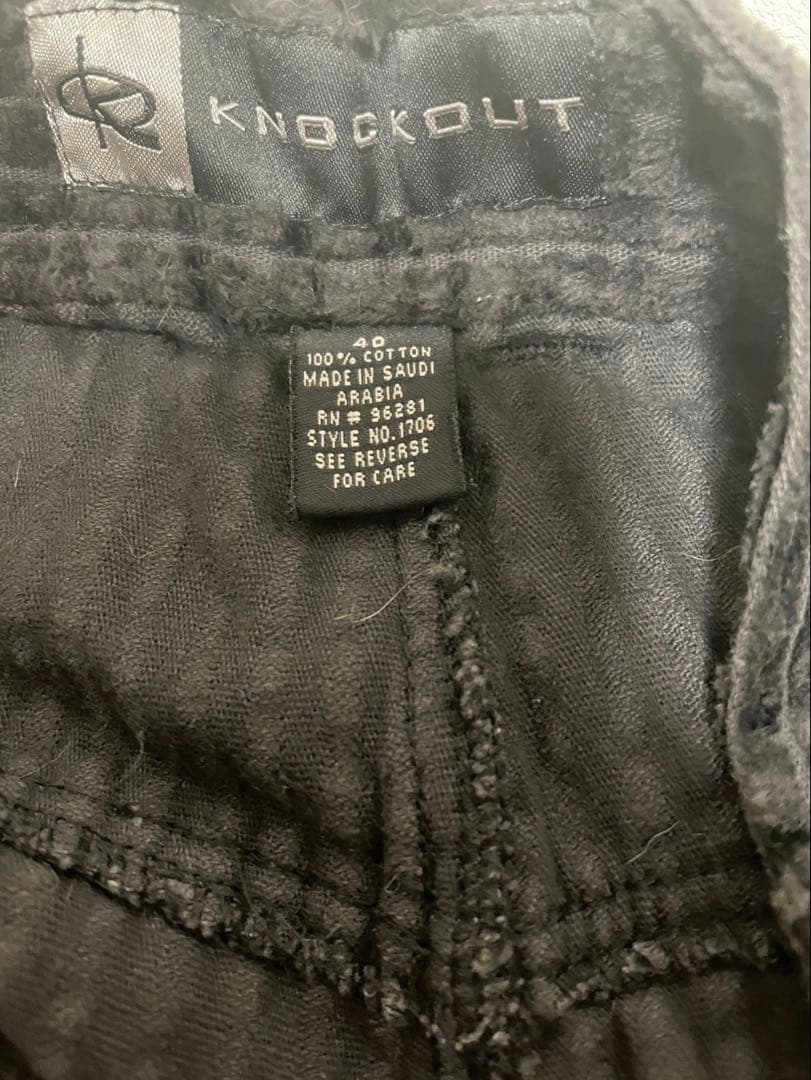 KNOCKOUT
40
100% COTTON
MADE IN SAUDI
ARABIA
RN # 96281
STYLE NO. 1706
SEE REVERSE
FOR CARE